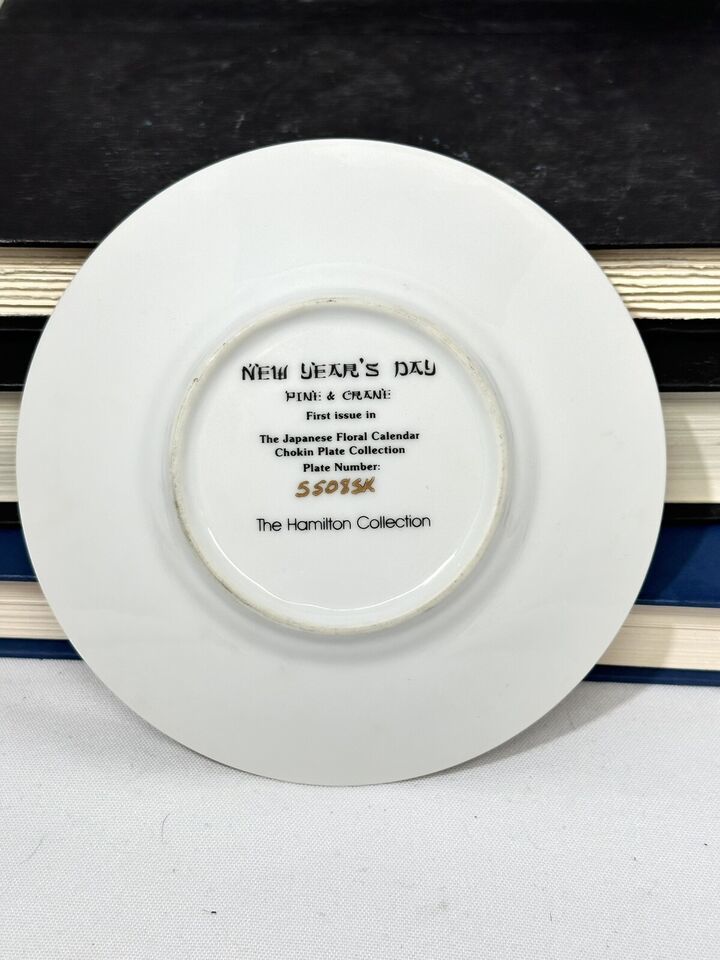 NEW YEAR'S DAY
PINE & CRANE
First issue in
The Japanese Floral Calendar
Chokin Plate Collection
Plate Number:
5508SK
The Hamilton Collection